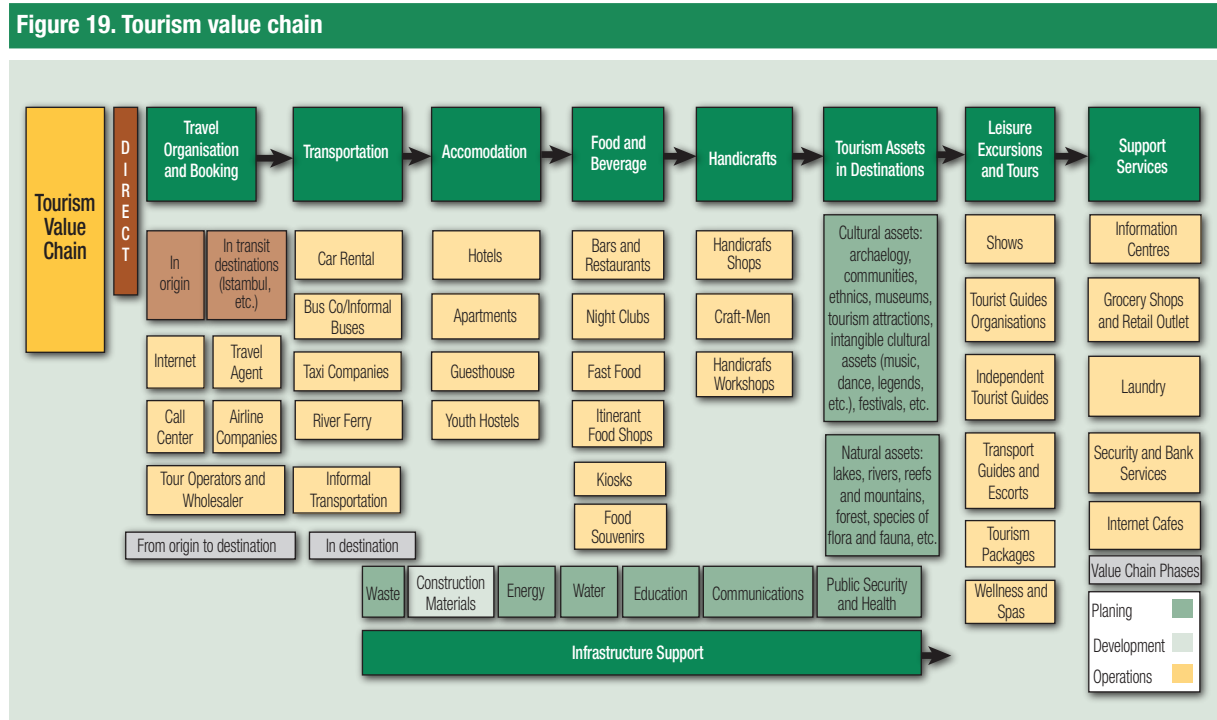 Figure 19. Tourism value chain
Tourism
Value
Chain
DIRECT
Travel
Organisation
and Booking
Transportation
Accomodation
Food and
Beverage
Handicrafts
Tourism Assets
in Destinations
Leisure
Excursions
and Tours
Support
Services
In
origin
In transit
destinations
(Istambul,
etc.)
Internet
Travel
Agent
Call
Center
Airline
Companies
Tour Operators and
Wholesaler
From origin to destination
Car Rental
Bus Co/Informal
Buses
Taxi Companies
River Ferry
Informal
Transportation
In destination
Hotels
Apartments
Guesthouse
Youth Hostels
Bars and
Restaurants
Night Clubs
Fast Food
Itinerant
Food Shops
Kiosks
Food
Souvenirs
Handicrafs
Shops
Craft-Men
Handicrafs
Workshops
Cultural assets:
archaelogy,
communities,
ethnics, museums,
tourism attractions,
intangible clultural
assets (music,
dance, legends,
etc.), festivals, etc.
Natural assets:
lakes, rivers, reefs
and mountains,
forest, species of
flora and fauna, etc.
Shows
Tourist Guides
Organisations
Independent
Tourist Guides
Transport
Guides and
Escorts
Tourism
Packages
Wellness and
Spas
Information
Centres
Grocery Shops
and Retail Outlet
Laundry
Security and Bank
Services
Internet Cafes
Value Chain Phases
Planing
Development
Operations
Waste
Construction
Materials
Energy
Water
Education
Communications
Public Security
and Health
Infrastructure Support